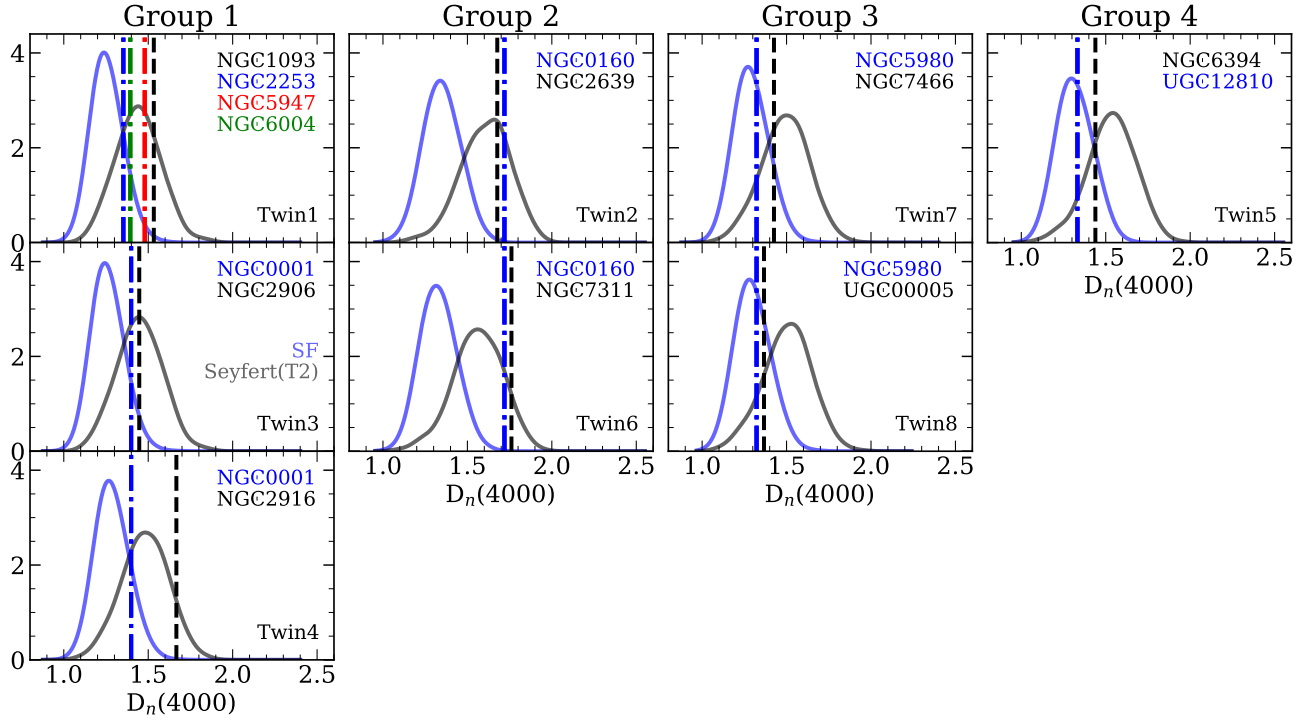 Group 1
Group 2
Group 3
Group 4
4
2
0
NGC1093
NGC2253
NGC5947
NGC6004
Twin1
NGC0160
NGC2639
Twin2
NGC5980
NGC7466
Twin7
NGC6394
UGC12810
Twin5
1.0 1.5 2.0 2.5
Dn(4000)
4
2
0
NGC0001
NGC2906
SF
Seyfert(T2)
Twin3
NGC0160
NGC7311
Twin6
1.0 1.5 2.0 2.5
Dn(4000)
NGC5980
UGC00005
Twin8
1.0 1.5 2.0 2.5
Dn(4000)
4
2
0
NGC0001
NGC2916
Twin4
1.0 1.5 2.0 2.5
Dn(4000)